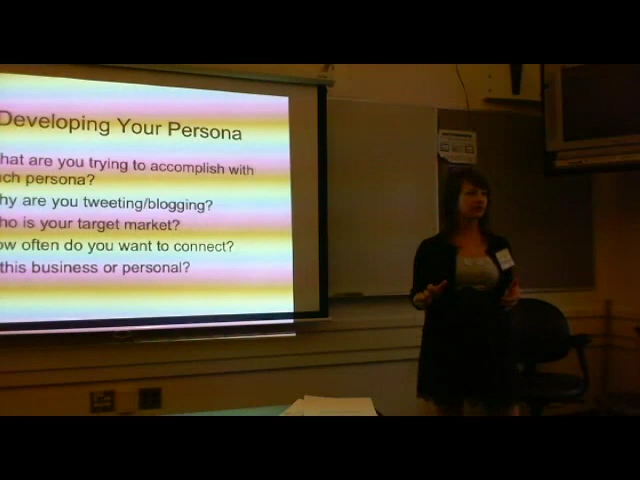 Developing Your Persona
hat are you trying to accomplish with
ch persona?
hy are you tweeting/blogging?
ho is your target market?
ow often do you want to connect?
this business or personal?